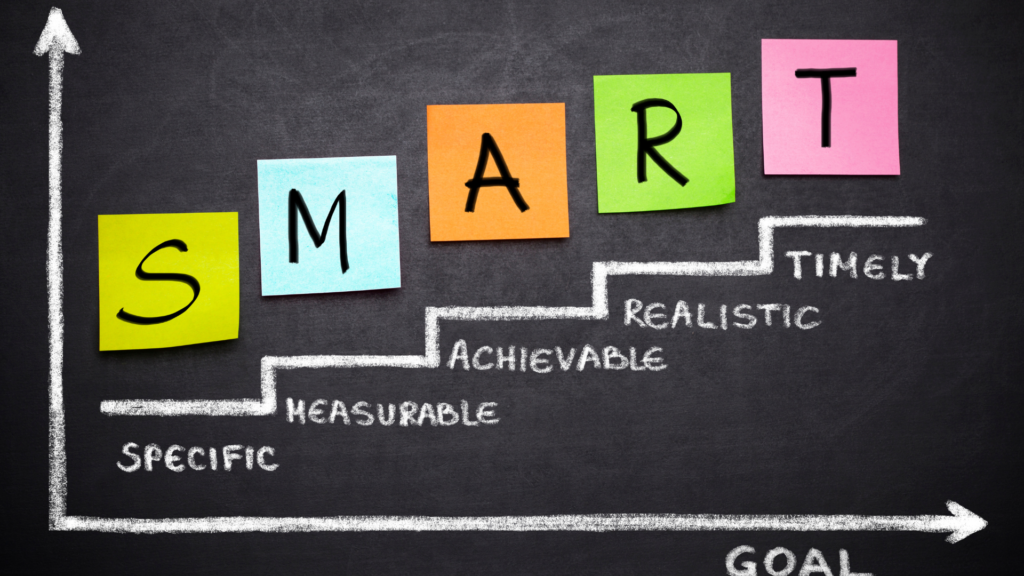 S M A R T
TIMELY
REALISTIC
ACHIEVABLE
MEASURABLE
SPECIFIC
GOAL